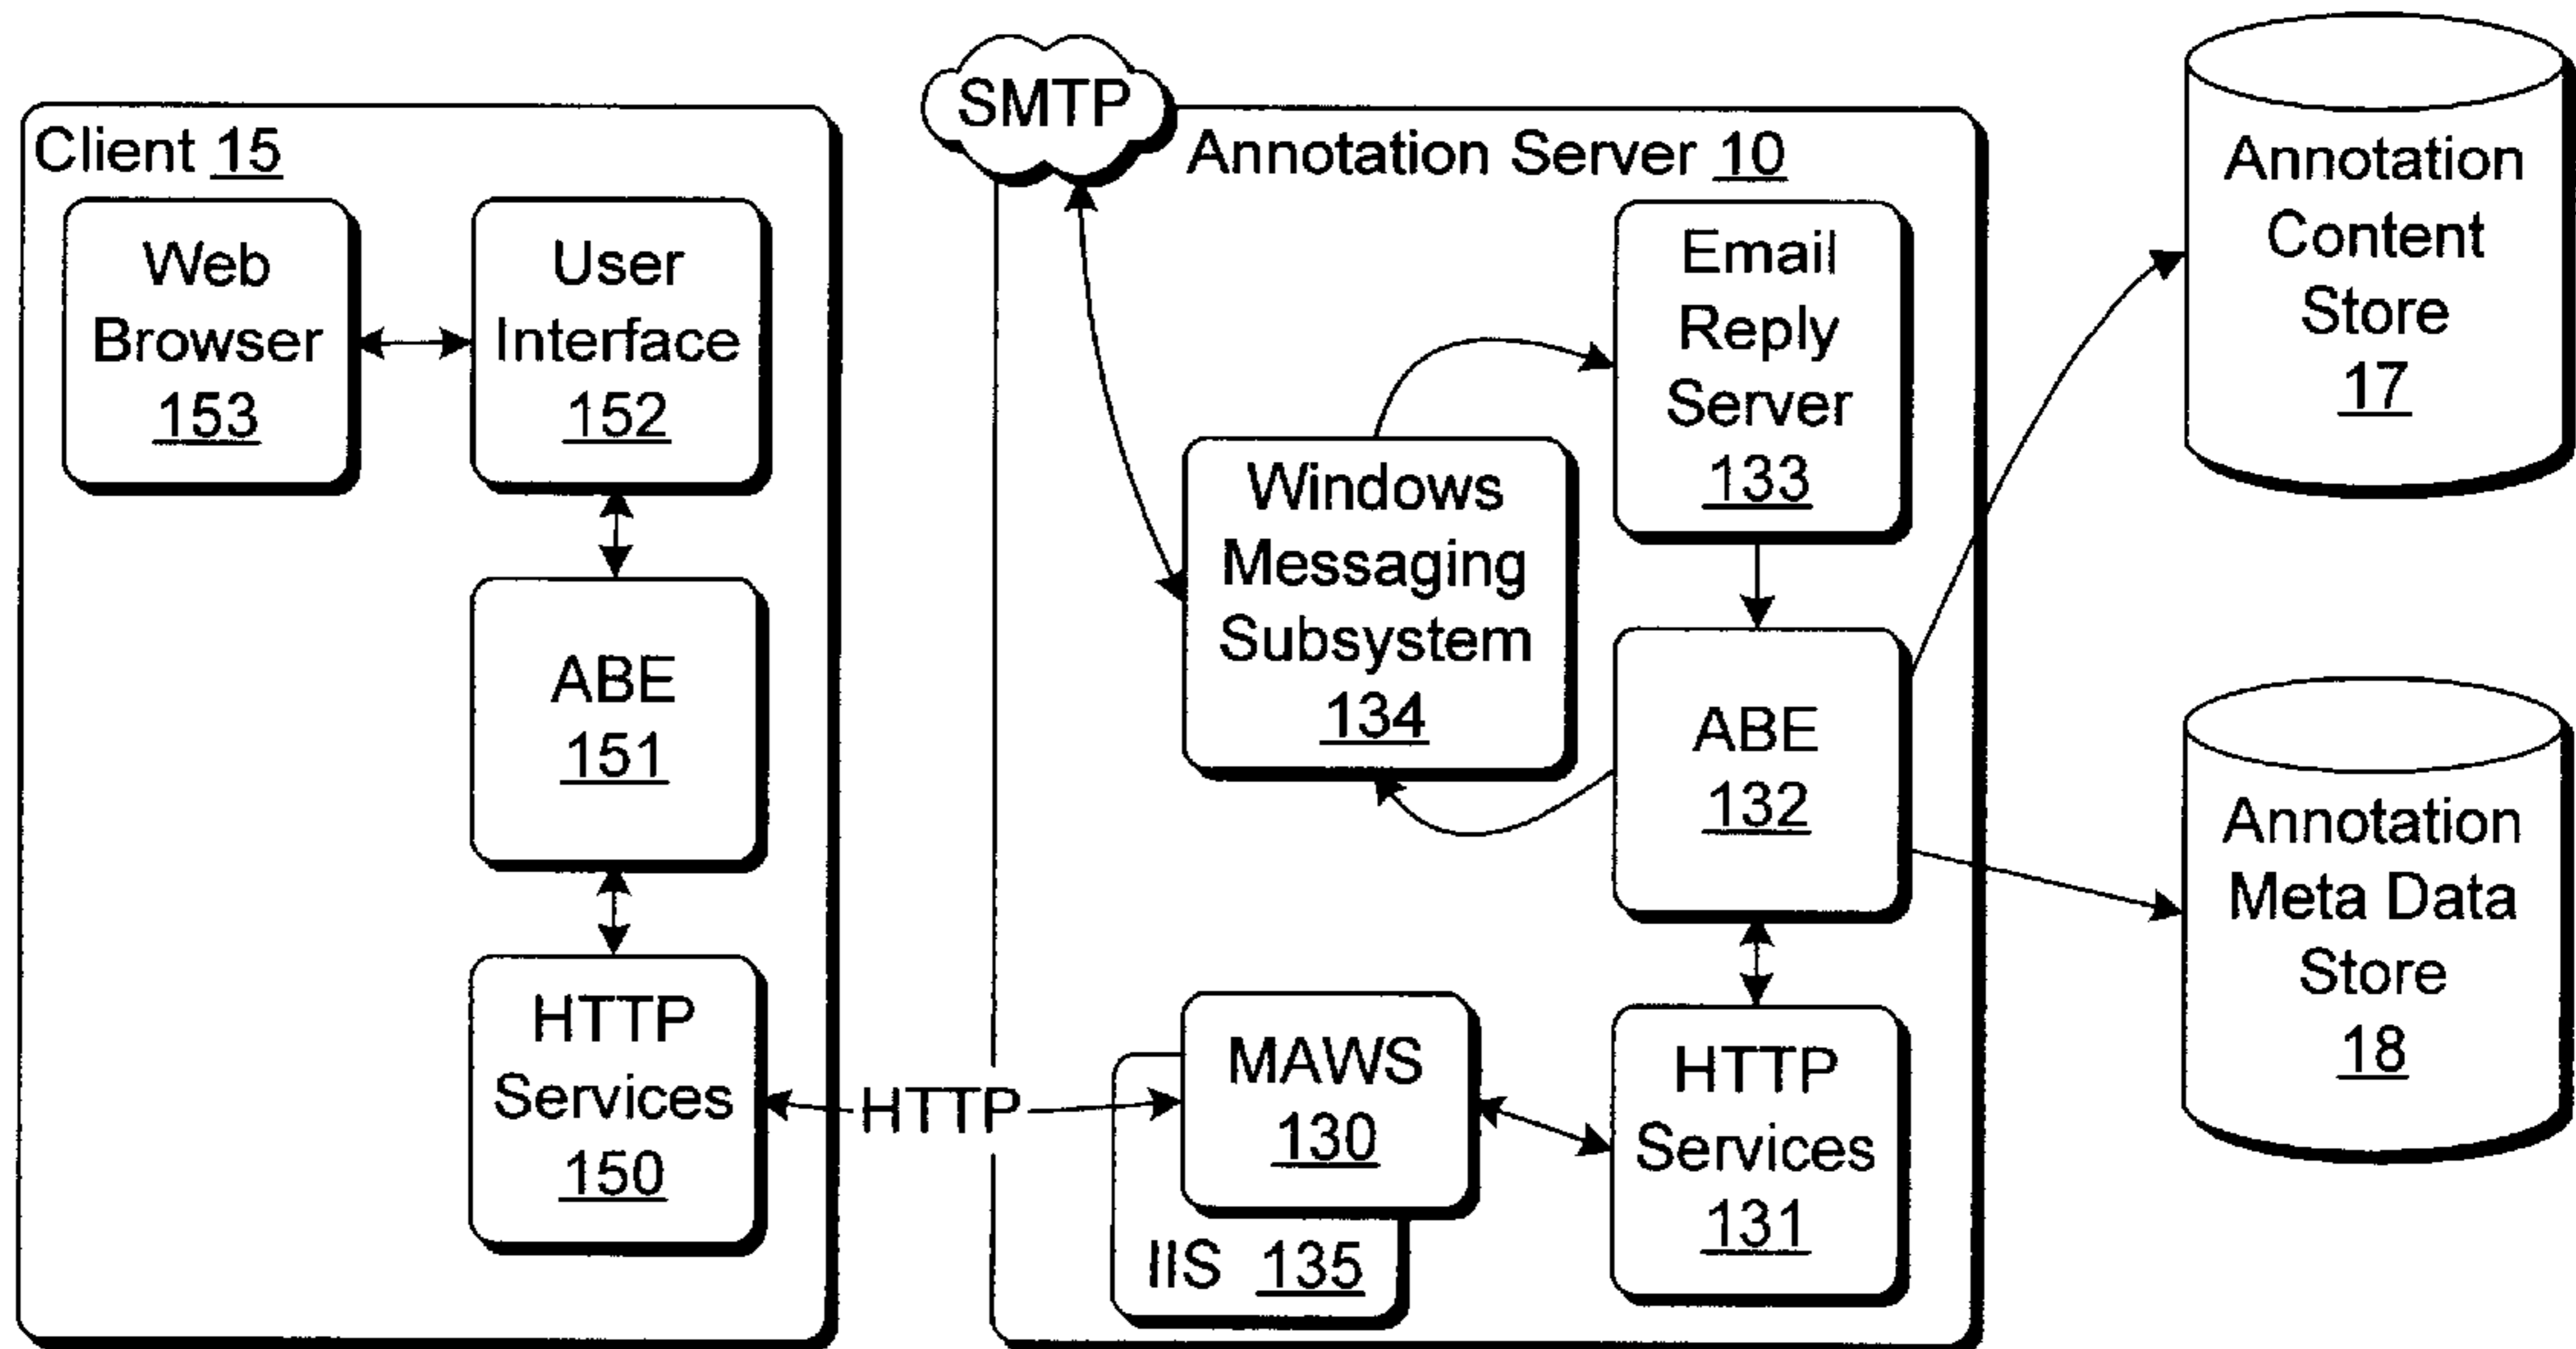 Client 15
Web
Browser
153
User
Interface
152
ABE
151
HTTP
Services
150
HTTP
SMTP
Annotation Server 10
Email
Reply
Server
133
Windows
Messaging
Subsystem
134
ABE
132
MAWS
130
IIS 135
HTTP
Services
131
Annotation
Content
Store
17
Annotation
Meta Data
Store
18